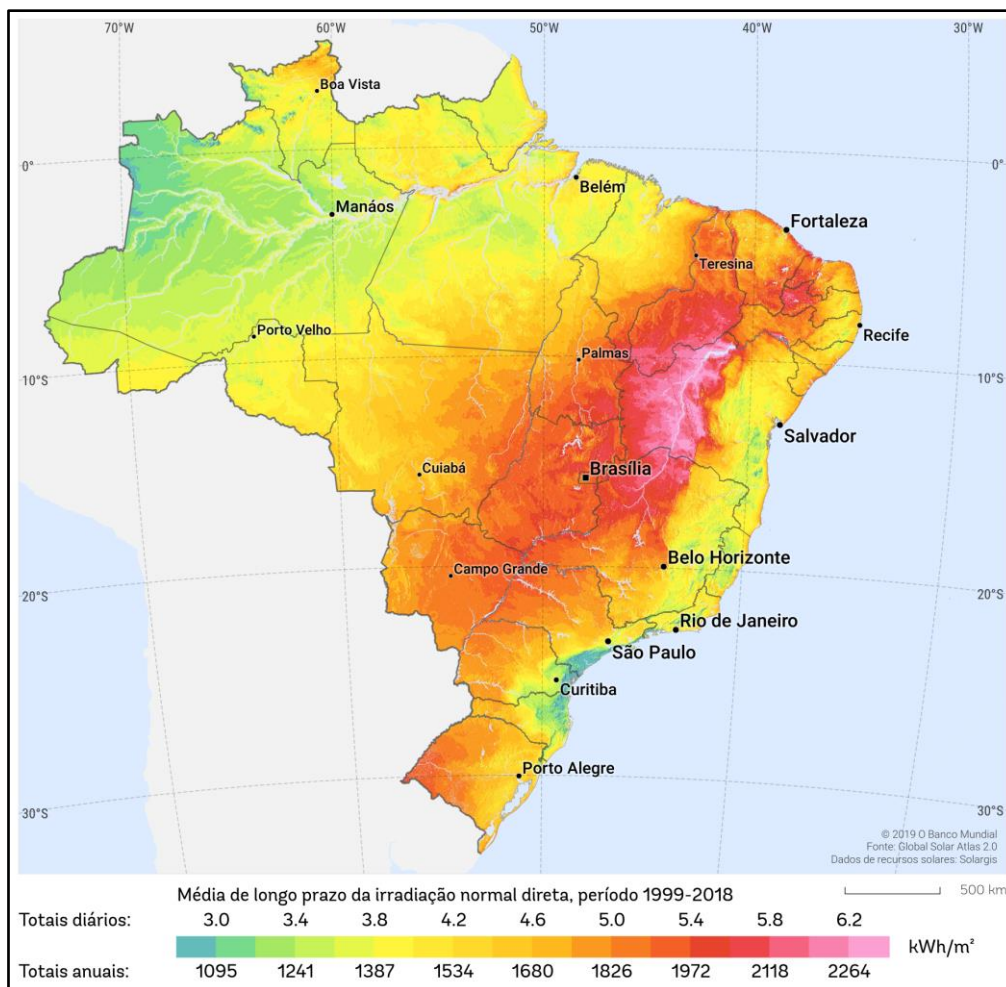 70°W 60°W 50°W 40°W 30°W
Boa Vista
0° 0°
Belém
Manáos
Fortaleza
Teresina
Porto Velho
Recife
Palmas
10°S 10°S
Salvador
Cuiabá
Brasília
Belo Horizonte
Campo Grande
20°S 20°S
Rio de Janeiro
São Paulo
Curitiba
Porto Alegre
30°S 30°S
© 2019 O Banco Mundial
Fonte: Global Solar Atlas 2.0
Dados de recursos solares: Solargis
Média de longo prazo da irradiação normal direta, período 1999-2018
500 km
Totais diários: 3.0 3.4 3.8 4.2 4.6 5.0 5.4 5.8 6.2
kWh/m²
Totais anuais: 1095 1241 1387 1534 1680 1826 1972 2118 2264